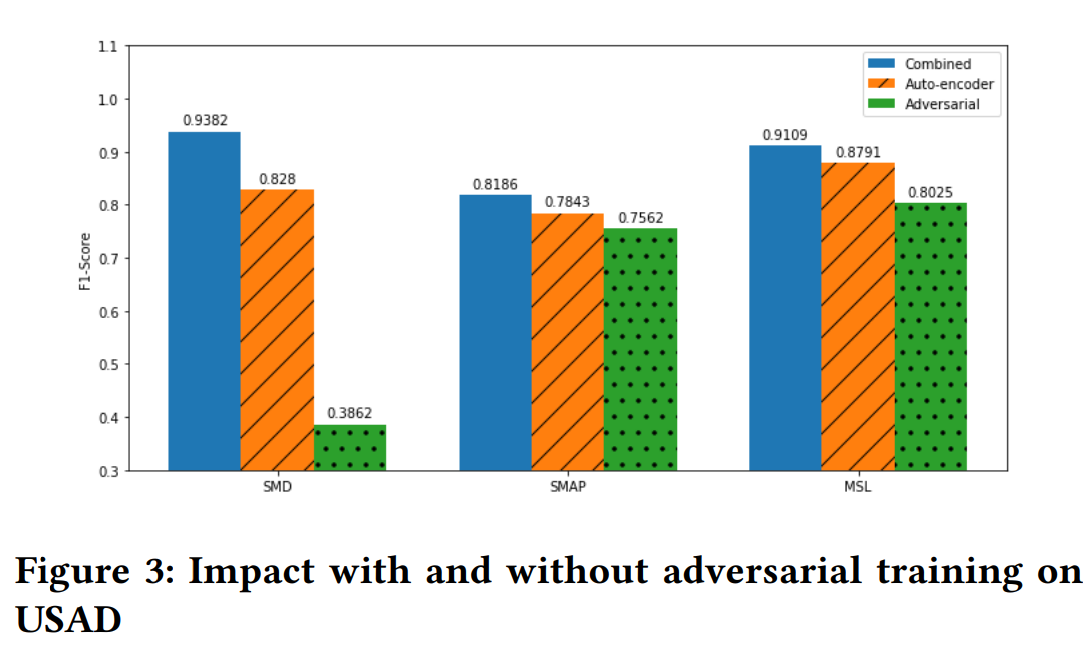 1.1
1.0
0.9
0.8
0.7
0.6
0.5
0.4
0.3
F1-Score
Combined
Auto-encoder
Adversarial
0.9382
0.828
0.3862
0.8186
0.7843
0.7562
0.9109
0.8791
0.8025
SMD
SMAP
MSL
Figure 3: Impact with and without adversarial training on
USAD